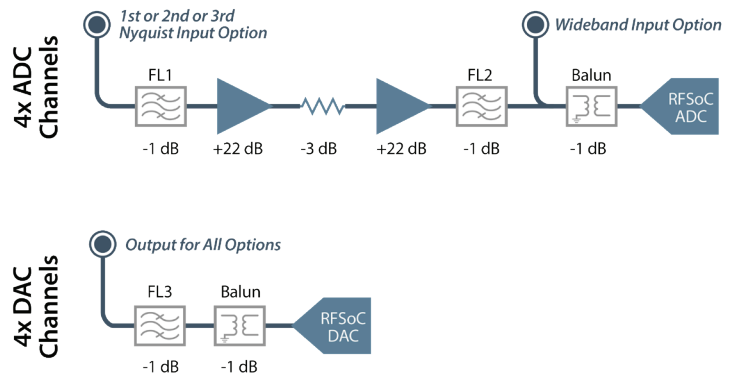 4x ADC
Channels
1st or 2nd or 3rd
Nyquist Input Option
Wideband Input Option
FL1
FL2
Balun
RFSoC
ADC
-1 dB
+22 dB
-3 dB
+22 dB
-1 dB
-1 dB
4x DAC
Channels
Output for All Options
FL3
Balun
RFSoC
DAC
-1 dB
-1 dB